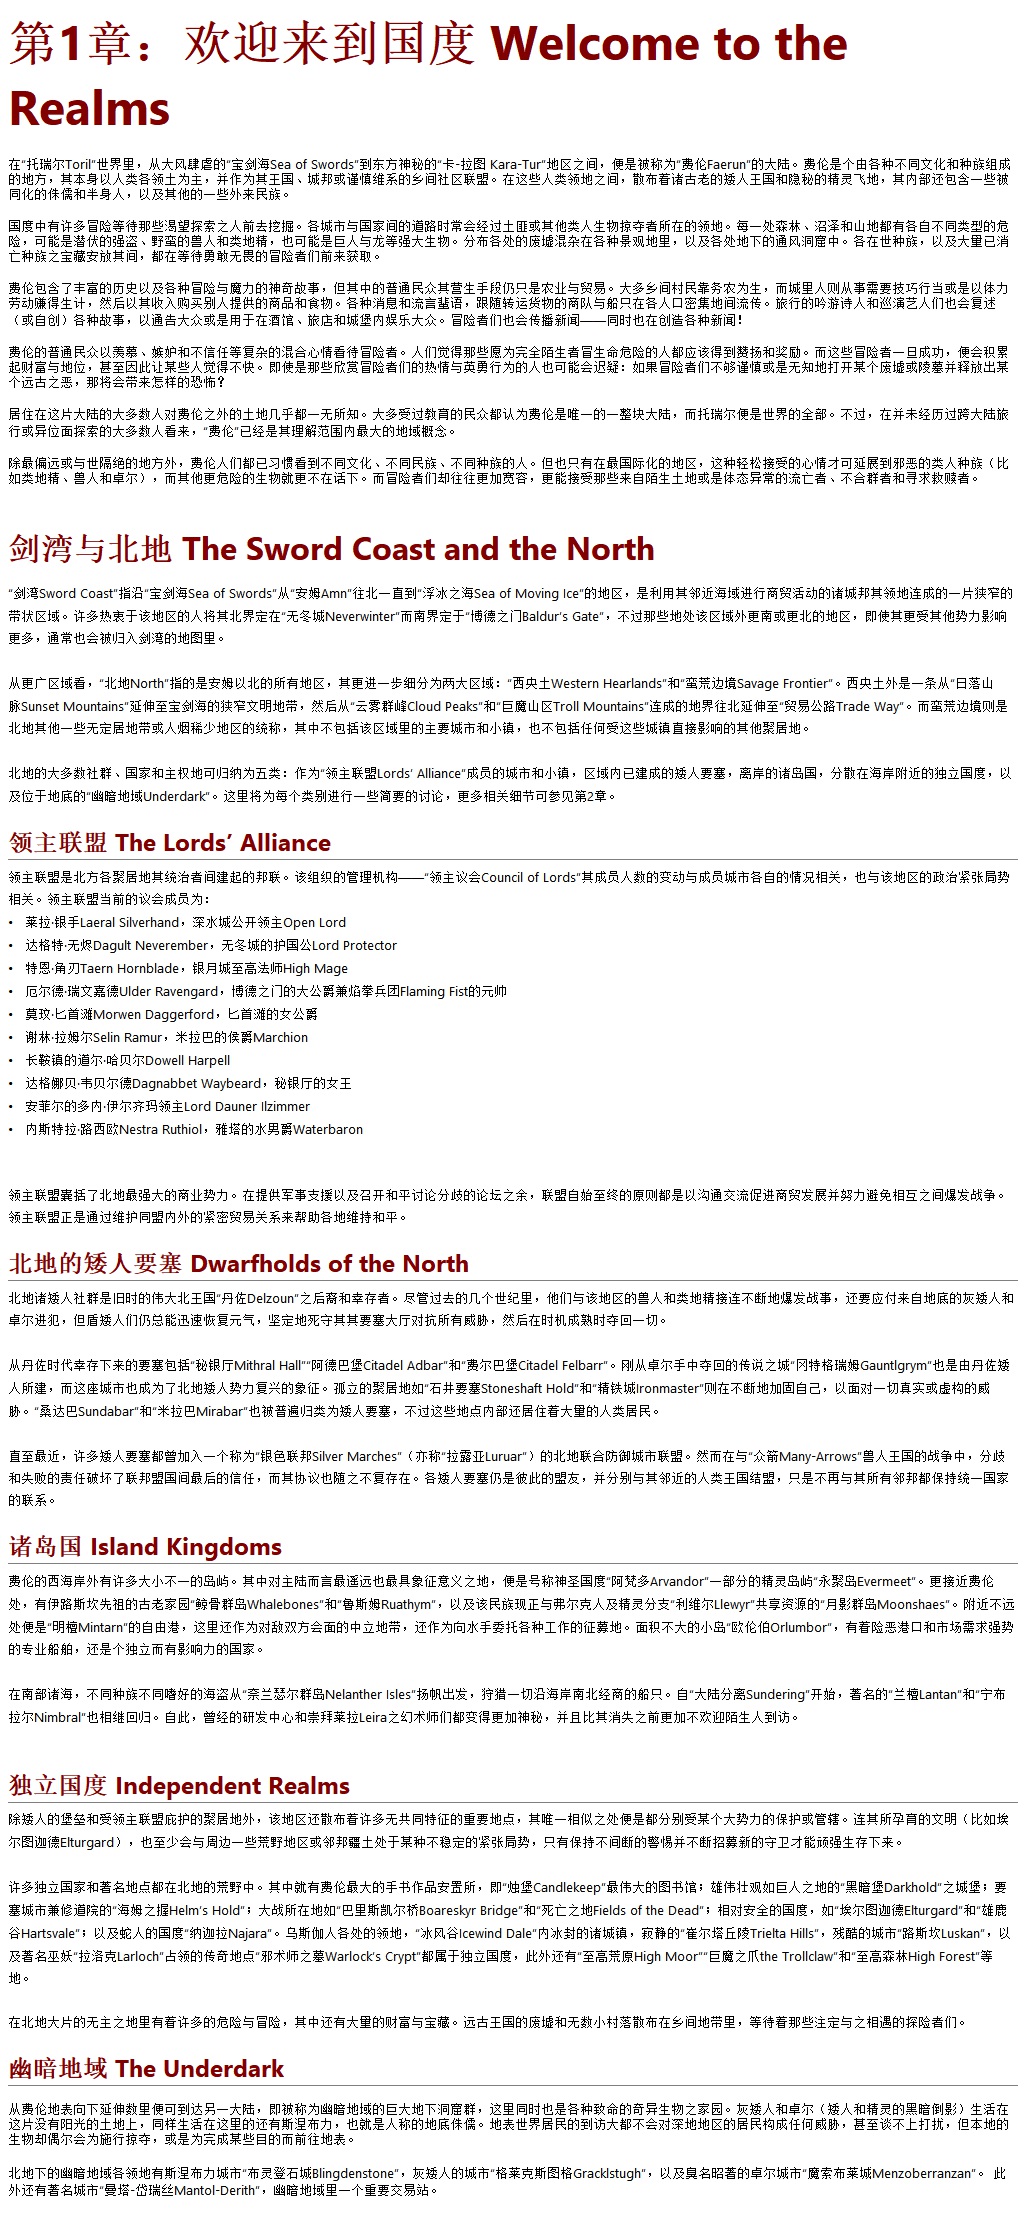 第1章：欢迎来到国度 Welcome to the
Realms
在“托瑞尔Toril”世界里，从大风肆虐的“宝剑海Sea of Swords”到东方神秘的“卡-拉图 Kara-Tur”地区之间，便是被称为“费伦Faerun”的大陆。费伦是个由各种不同文化和种族组成
的地方，其本身以人类各领土为主，并作为其王国、城邦或谨慎维系的乡间社区联盟。在这些人类领地之间，散布着诸古老的矮人王国和隐秘的精灵飞地，其内部还包含一些被
同化的侏儒和半身人，以及其他的一些外来民族。
国度中有许多冒险等待那些渴望探索之人前去挖掘。各城市与国家间的道路时常会经过土匪或其他类人生物掠夺者所在的领地。每一处森林、沼泽和山地都有各自不同类型的危
险，可能是潜伏的强盗、野蛮的兽人和类地精，也可能是巨人与龙等强大生物。分布各处的废墟混杂在各种景观地里，以及各处地下的通风洞窟中。各在世种族，以及大量已消
亡种族之宝藏安放其间，都在等待勇敢无畏的冒险者们前来获取。
费伦包含了丰富的历史以及各种冒险与魔力的神奇故事，但其中的普通民众其营生手段仍只是农业与贸易。大多乡间村民靠务农为生，而城里人则从事需要技巧行当或是以体力
劳动赚得生计，然后以其收入购买别人提供的商品和食物。各种消息和流言蜚语，跟随转运货物的商队与船只在各人口密集地间流传。旅行的吟游诗人和巡演艺人们也会复述
（或自创）各种故事，以通告大众或是用于在酒馆、旅店和城堡内娱乐大众。冒险者们也会传播新闻——同时也在创造各种新闻！
费伦的普通民众以羡慕、嫉妒和不信任等复杂的混合心情看待冒险者。人们觉得那些愿为完全陌生者冒生命危险的人都应该得到赞扬和奖励。而这些冒险者一旦成功，便会积累
起财富与地位，甚至因此让某些人觉得不快。即使是那些欣赏冒险者们的热情与英勇行为的人也可能会迟疑：如果冒险者们不够谨慎或是无知地打开某个废墟或陵墓并释放出某
个远古之恶，那将会带来怎样的恐怖？
居住在这片大陆的大多数人对费伦之外的土地几乎都一无所知。大多受过教育的民众都认为费伦是唯一的一整块大陆，而托瑞尔便是世界的全部。不过，在并未经历过跨大陆旅
行或异位面探索的大多数人看来，“费伦”已经是其理解范围内最大的地域概念。
除最偏远或与世隔绝的地方外，费伦人们都已习惯看到不同文化、不同民族、不同种族的人。但也只有在最国际化的地区，这种轻松接受的心情才可延展到邪恶的类人种族（比
如类地精、兽人和卓尔），而其他更危险的生物就更不在话下。而冒险者们却往往更加宽容，更能接受那些来自陌生土地或是体态异常的流亡者、不合群者和寻求救赎者。
剑湾与北地 The Sword Coast and the North
“剑湾Sword Coast”指沿“宝剑海Sea of Swords”从“安姆Amn”往北一直到“浮冰之海Sea of Moving Ice”的地区，是利用其邻近海域进行商贸活动的诸城邦其领地连成的一片狭窄的
带状区域。许多热衷于该地区的人将其北界定在“无冬城Neverwinter”而南界定于“博德之门Baldur’s Gate”，不过那些地处该区域外更南或更北的地区，即使其更受其他势力影响
更多，通常也会被归入剑湾的地图里。
从更广区域看，“北地North”指的是安姆以北的所有地区，其更进一步细分为两大区域：“西央土Western Hearlands”和“蛮荒边境Savage Frontier”。西央土外是一条从“日落山
脉Sunset Mountains”延伸至宝剑海的狭窄文明地带，然后从“云雾群峰Cloud Peaks”和“巨魔山区Troll Mountains”连成的地界往北延伸至“贸易公路Trade Way”。而蛮荒边境则是
北地其他一些无定居地带或人烟稀少地区的统称，其中不包括该区域里的主要城市和小镇，也不包括任何受这些城镇直接影响的其他聚居地。
北地的大多数社群、国家和主权地可归纳为五类：作为“领主联盟Lords’ Alliance”成员的城市和小镇，区域内已建成的矮人要塞，离岸的诸岛国，分散在海岸附近的独立国度，以
及位于地底的“幽暗地域Underdark”。这里将为每个类别进行一些简要的讨论，更多相关细节可参见第2章。
领主联盟 The Lords’ Alliance
领主联盟是北方各聚居地其统治者间建起的邦联。该组织的管理机构——“领主议会Council of Lords”其成员人数的变动与成员城市各自的情况相关，也与该地区的政治紧张局势
相关。领主联盟当前的议会成员为：
• 莱拉·银手Laeral Silverhand，深水城公开领主Open Lord
• 达格特·无烬Dagult Neverember，无冬城的护国公Lord Protector
• 特恩·角刃Taern Hornblade，银月城至高法师High Mage
• 厄尔德·瑞文嘉德Ulder Ravengard，博德之门的大公爵兼焰拳兵团Flaming Fist的元帅
• 莫玟·匕首滩Morwen Daggerford，匕首滩的女公爵
• 谢林·拉姆尔Selin Ramur，米拉巴的侯爵Marchion
• 长鞍镇的道尔·哈贝尔Dowell Harpell
• 达格娜贝·韦贝尔德Dagnabbet Waybeard，秘银厅的女王
• 安菲尔的多内·伊尔齐玛领主Lord Dauner Ilzimmer
• 内斯特拉·路西欧Nestra Ruthiol，雅塔的水男爵Waterbaron
领主联盟囊括了北地最强大的商业势力。在提供军事支援以及召开和平讨论分歧的论坛之余，联盟自始至终的原则都是以沟通交流促进商贸发展并努力避免相互之间爆发战争。
领主联盟正是通过维护同盟内外的紧密贸易关系来帮助各地维持和平。
北地的矮人要塞 Dwarfholds of the North
北地诸矮人社群是旧时的伟大北王国“丹佐Delzoun”之后裔和幸存者。尽管过去的几个世纪里，他们与该地区的兽人和类地精接连不断地爆发战事，还要应付来自地底的灰矮人和
卓尔进犯，但盾矮人们仍总能迅速恢复元气，坚定地死守其其要塞大厅对抗所有威胁，然后在时机成熟时夺回一切。
从丹佐时代幸存下来的要塞包括“秘银厅Mithral Hall”“阿德巴堡Citadel Adbar”和“费尔巴堡Citadel Felbarr”。刚从卓尔手中夺回的传说之城“冈特格瑞姆Gauntlgrym”也是由丹佐矮
人所建，而这座城市也成为了北地矮人势力复兴的象征。孤立的聚居地如“石井要塞Stoneshaft Hold”和“精铁城Ironmaster”则在不断地加固自己，以面对一切真实或虚构的威
胁。“桑达巴Sundabar”和“米拉巴Mirabar”也被普遍归类为矮人要塞，不过这些地点内部还居住着大量的人类居民。
直至最近，许多矮人要塞都曾加入一个称为“银色联邦Silver Marches”（亦称“拉露亚Luruar”）的北地联合防御城市联盟。然而在与“众箭Many-Arrows”兽人王国的战争中，分歧
和失败的责任破坏了联邦盟国间最后的信任，而其协议也随之不复存在。各矮人要塞仍是彼此的盟友，并分别与其邻近的人类王国结盟，只是不再与其所有邻邦都保持统一国家
的联系。
诸岛国 Island Kingdoms
费伦的西海岸外有许多大小不一的岛屿。其中对主陆而言最遥远也最具象征意义之地，便是号称神圣国度“阿梵多Arvandor”一部分的精灵岛屿“永聚岛Evermeet”。更接近费伦
处，有伊路斯坎先祖的古老家园“鲸骨群岛Whalebones”和“鲁斯姆Ruathym”，以及该民族现正与弗尔克人及精灵分支“利维尔Llewyr”共享资源的“月影群岛Moonshaes”。附近不远
处便是“明檀Mintarn”的自由港，这里还作为对敌双方会面的中立地带，还作为向水手委托各种工作的征募地。面积不大的小岛“欧伦伯Orlumbor”，有着险恶港口和市场需求强势
的专业船舶，还是个独立而有影响力的国家。
在南部诸海，不同种族不同嗜好的海盗从“奈兰瑟尔群岛Nelanther Isles”扬帆出发，狩猎一切沿海岸南北经商的船只。自“大陆分离Sundering”开始，著名的“兰檀Lantan”和“宁布
拉尔Nimbral”也相继回归。自此，曾经的研发中心和崇拜莱拉Leira之幻术师们都变得更加神秘，并且比其消失之前更加不欢迎陌生人到访。
独立国度 Independent Realms
除矮人的堡垒和受领主联盟庇护的聚居地外，该地区还散布着许多无共同特征的重要地点，其唯一相似之处便是都分别受某个大势力的保护或管辖。连其所孕育的文明（比如埃
尔图迦德Elturgard），也至少会与周边一些荒野地区或邻邦疆土处于某种不稳定的紧张局势，只有保持不间断的警惕并不断招募新的守卫才能顽强生存下来。
许多独立国家和著名地点都在北地的荒野中。其中就有费伦最大的手书作品安置所，即“烛堡Candlekeep”最伟大的图书馆；雄伟壮观如巨人之地的“黑暗堡Darkhold”之城堡；要
塞城市兼修道院的“海姆之握Helm’s Hold”；大战所在地如“巴里斯凯尔桥Boareskyr Bridge”和“死亡之地Fields of the Dead”；相对安全的国度，如“埃尔图迦德Elturgard”和“雄鹿
谷Hartsvale”；以及蛇人的国度“纳迦拉Najara”。乌斯伽人各处的领地，“冰风谷Icewind Dale”内冰封的诸城镇，寂静的“崔尔塔丘陵Trielta Hills”，残酷的城市“路斯坎Luskan”，以
及著名巫妖“拉洛克Larloch”占领的传奇地点“邪术师之墓Warlock’s Crypt”都属于独立国度，此外还有“至高荒原High Moor”“巨魔之爪the Trollclaw”和“至高森林High Forest”等
地。
在北地大片的无主之地里有着许多的危险与冒险，其中还有大量的财富与宝藏。远古王国的废墟和无数小村落散布在乡间地带里，等待着那些注定与之相遇的探险者们。
幽暗地域 The Underdark
从费伦地表向下延伸数里便可到达另一大陆，即被称为幽暗地域的巨大地下洞窟群，这里同时也是各种致命的奇异生物之家园。灰矮人和卓尔（矮人和精灵的黑暗倒影）生活在
这片没有阳光的土地上，同样生活在这里的还有斯涅布力，也就是人称的地底侏儒。地表世界居民的到访大都不会对深地地区的居民构成任何威胁，甚至谈不上打扰，但本地的
生物却偶尔会为施行掠夺，或是为完成某些目的而前往地表。
北地下的幽暗地域各领地有斯涅布力城市“布灵登石城Blingdenstone”，灰矮人的城市“格莱克斯图格Gracklstugh”，以及臭名昭著的卓尔城市“魔索布莱城Menzoberranzan”。 此
外还有著名城市“曼塔-岱瑞丝Mantol-Derith”，幽暗地域里一个重要交易站。